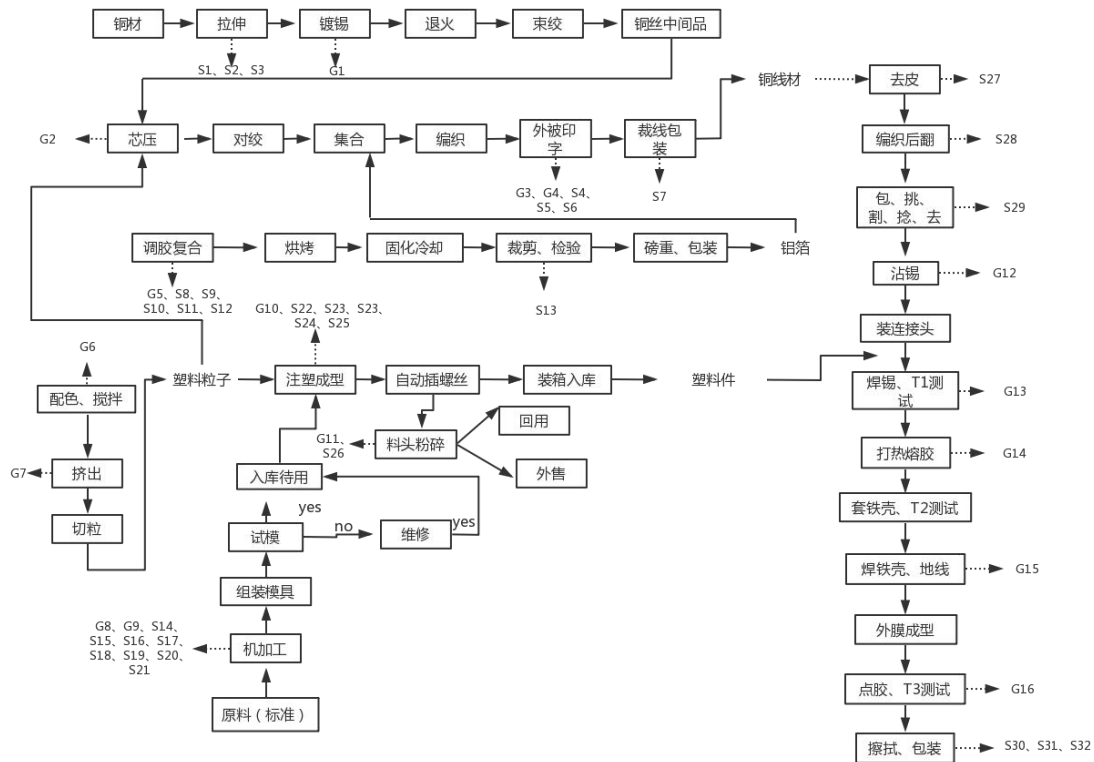 铜材
拉伸
镀锡
退火
束绞
铜丝中间品
S1、S2、S3
G1
铜线材
去皮
S27
G2
芯压
对绞
集合
编织
外被印
字
裁线包
装
编织后翻
S28
G3、G4、S4、
S5、S6
S7
包、挑、
割、捻、去
S29
调胶复合
烘烤
固化冷却
裁剪、检验
磅重、包装
铝箔
沾锡
G12
G5、S8、S9、
S10、S11、S12
S13
G10、S22、S23、S23、
S24、S25
装连接头
G6
塑料粒子
注塑成型
自动插螺丝
装箱入库
塑料件
焊锡、T1测
试
G13
配色、搅拌
回用
G11、
S26
料头粉碎
打热熔胶
G14
G7
挤出
入库待用
外售
套铁壳、T2测试
yes
切粒
试模
no
维修
yes
焊铁壳、地线
G15
组装模具
外膜成型
G8、G9、S14、
S15、S16、S17、
S18、S19、S20、
S21
机加工
点胶、T3测试
G16
原料（标准）
擦拭、包装
S30、S31、S32